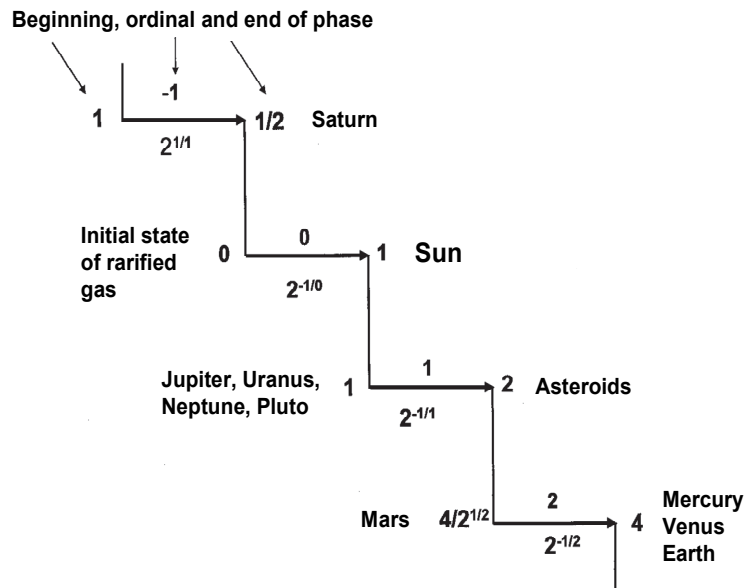 Beginning, ordinal and end of phase
-1
1 1/2 Saturn
2^1/1
Initial state
of rarified
gas
0
0 1 Sun
2^-1/0
Jupiter, Uranus,
Neptune, Pluto
1
1 2 Asteroids
2^-1/1
Mars 4/2^1/2
2
4
2^-1/2
Mercury
Venus
Earth